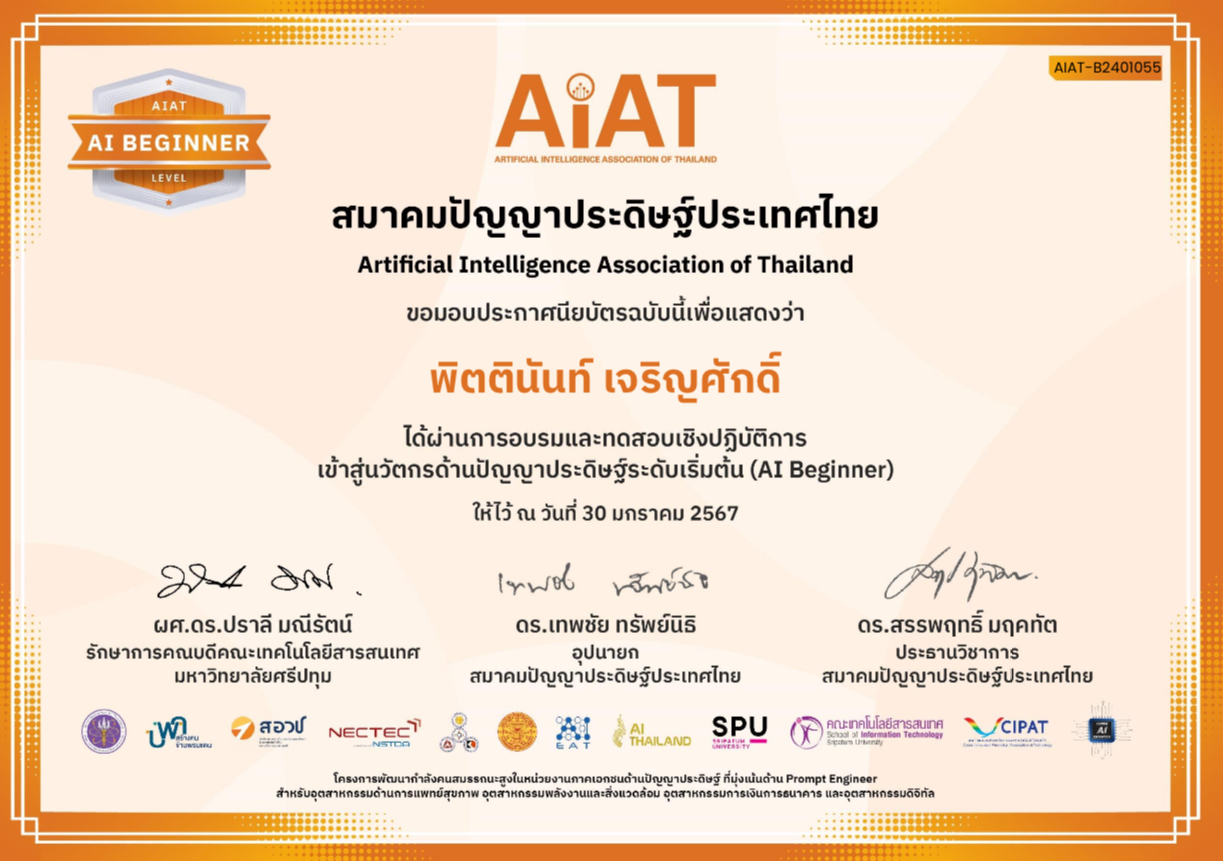 AIAT-B2401055
AIAT
AI BEGINNER
LEVEL
AiAT
ARTIFICIAL INTELLIGENCE ASSOCIATION OF THAILAND
สมาคมปัญญาประดิษฐ์ประเทศไทย
Artificial Intelligence Association of Thailand
ขอมอบประกาศนียบัตรฉบับนี้เพื่อแสดงว่า
พิตตินันท์ เจริญศักดิ์
ได้ผ่านการอบรมและทดสอบเชิงปฏิบัติการ
เข้าสู่นวัตกรด้านปัญญาประดิษฐ์ระดับเริ่มต้น (AI Beginner)
ให้ไว้ ณ วันที่ 30 มกราคม 2567
ผศ.ดร.ปราลี มณีรัตน์
รักษาการคณบดีคณะเทคโนโลยีสารสนเทศ
มหาวิทยาลัยศรีปทุม
ดร.เทพชัย ทรัพย์นิธิ
อุปนายก
สมาคมปัญญาประดิษฐ์ประเทศไทย
ดร.สรรพฤทธิ์ มฤคทัต
ประธานวิชาการ
สมาคมปัญญาประดิษฐ์ประเทศไทย
บพค
สร้างคน
ข้ามพรมแดน
สอวช
NECTEC
NSTDA
EAT
AI
THAILAND
SPU
SRIPATUM
UNIVERSITY
คณะเทคโนโลยีสารสนเทศ
School of Information Technology
Sripatum University
CIPAT
AI
โครงการพัฒนากำลังคนสมรรถนะสูงในหน่วยงานภาคเอกชนด้านปัญญาประดิษฐ์ ที่มุ่งเน้นด้าน Prompt Engineer
สำหรับอุตสาหกรรมด้านการแพทย์สุขภาพ อุตสาหกรรมพลังงานและสิ่งแวดล้อม อุตสาหกรรมการเงินการธนาคาร และอุตสาหกรรมดิจิทัล